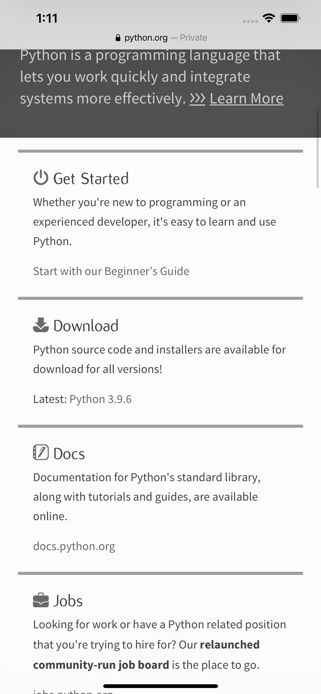 1:11
python.org — Private
Python is a programming language that
lets you work quickly and integrate
systems more effectively. >>> Learn More
Get Started
Whether you're new to programming or an
experienced developer, it's easy to learn and use
Python.
Start with our Beginner's Guide
Download
Python source code and installers are available for
download for all versions!
Latest: Python 3.9.6
Docs
Documentation for Python's standard library,
along with tutorials and guides, are available
online.
docs.python.org
Jobs
Looking for work or have a Python related position
that you're trying to hire for? Our relaunched
community-run job board is the place to go.
jobs.python.org